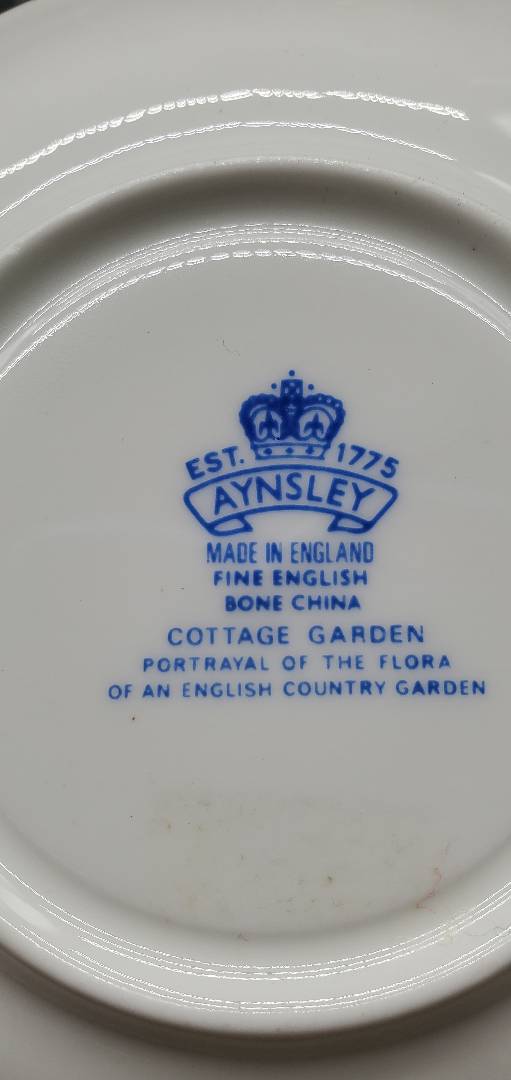 EST. 1775
AYNSLEY
MADE IN ENGLAND
FINE ENGLISH
BONE CHINA
COTTAGE GARDEN
PORTRAYAL OF THE FLORA
OF AN ENGLISH COUNTRY GARDEN